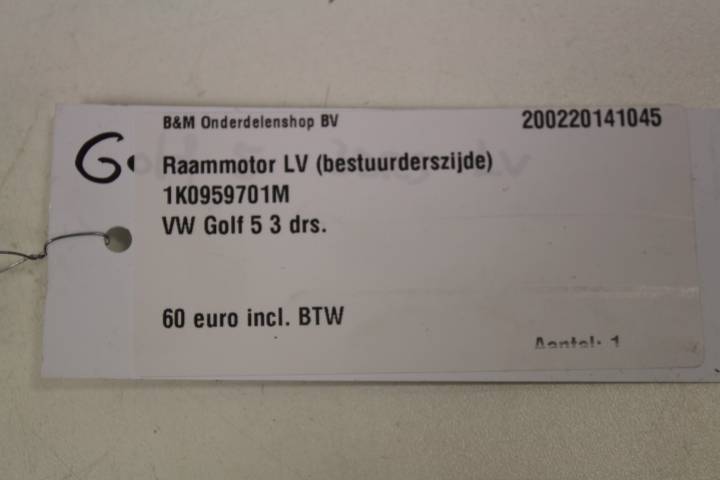 B&M Onderdelenshop BV 200220141045
Raammotor LV (bestuurderszijde)
1K0959701M
VW Golf 5 3 drs.
60 euro incl. BTW
Aantal: 1